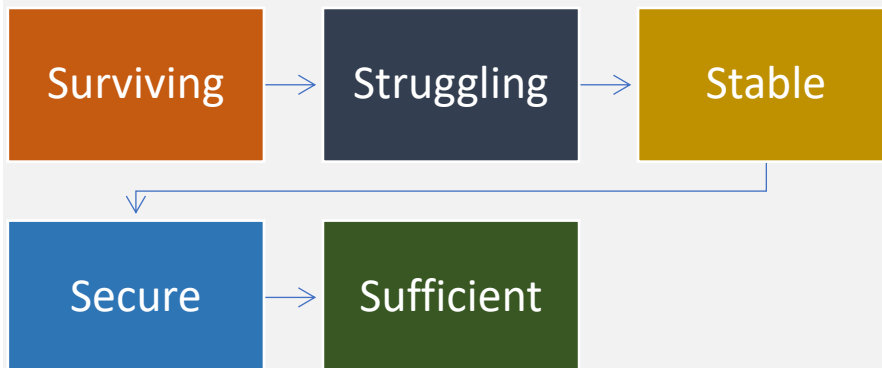 Surviving
Struggling
Stable
Secure
Sufficient